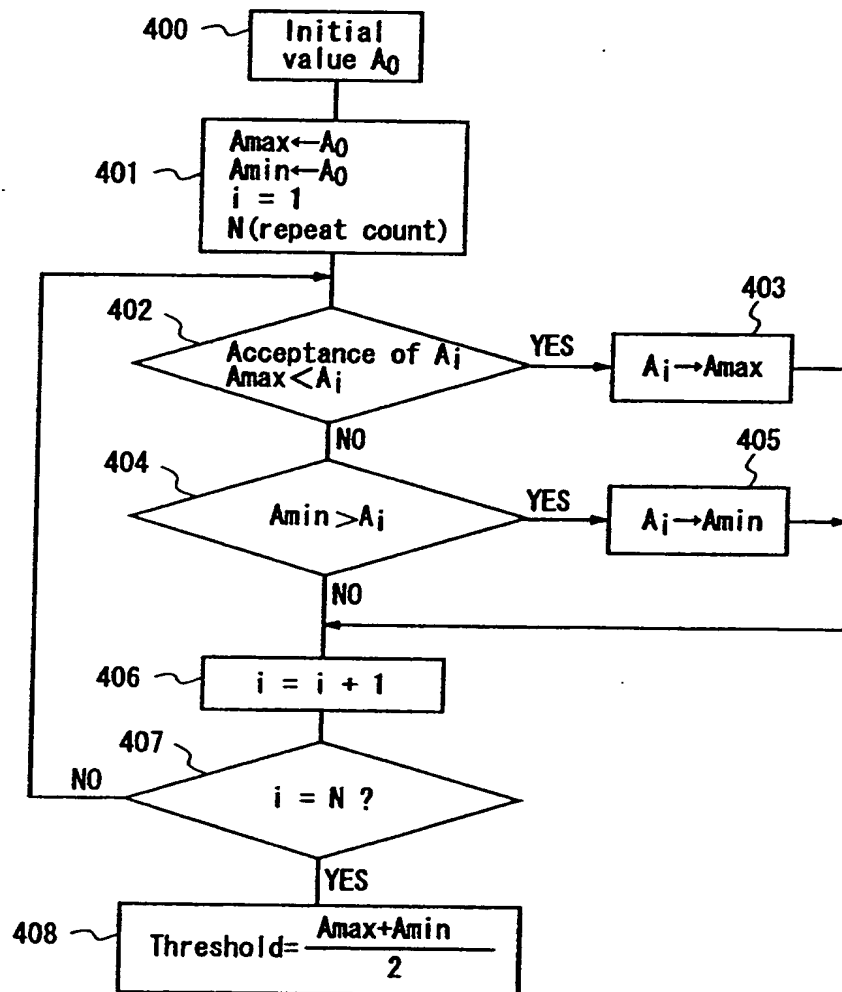 400
Initial
value A0
401
Amax←A0
Amin←A0
i = 1
N(repeat count)
402
Acceptance of Ai
Amax<Ai
YES
403
Ai→Amax
NO
404
Amin>Ai
YES
405
Ai→Amin
NO
406
i = i + 1
407
NO
i = N ?
YES
408
Threshold= Amax+Amin
2